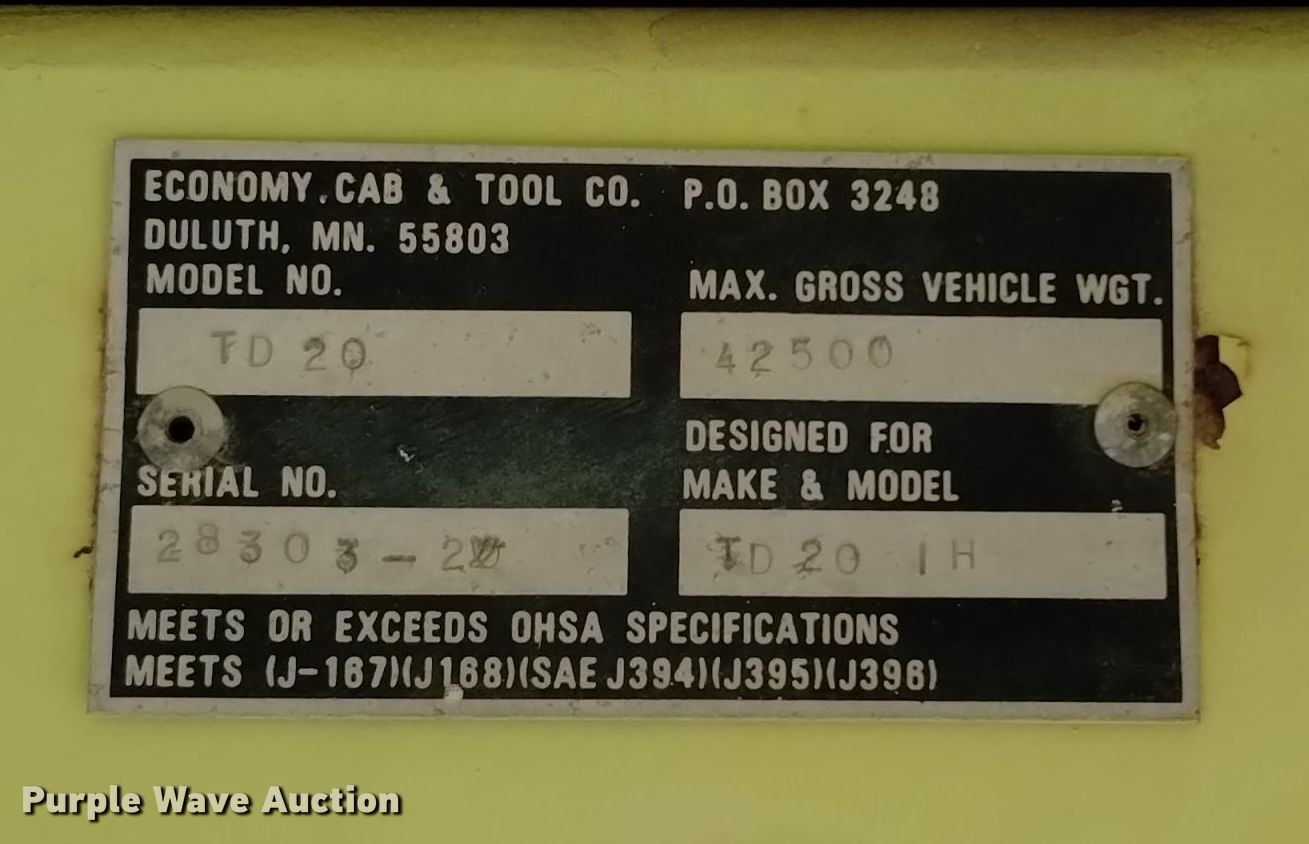 ECONOMY CAB & TOOL CO. P.O. BOX 3248
DULUTH, MN. 55803
MODEL NO. MAX. GROSS VEHICLE WGT.
TD 20 42500
DESIGNED FOR
SERIAL NO. MAKE & MODEL
TD 20 IH
MEETS OR EXCEEDS OHSA SPECIFICATIONS
MEETS (J-167)(J168)(SAE J394)(J395)(J396)
Purple Wave Auction